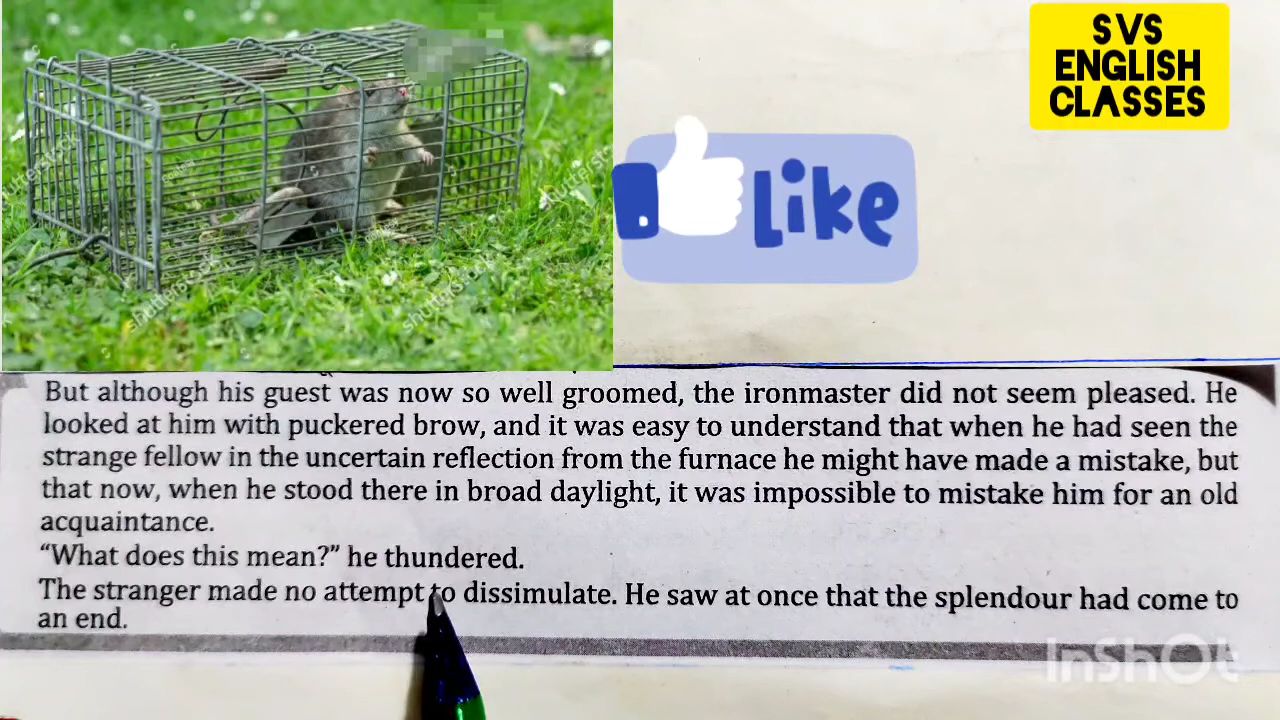 SVS
ENGLISH
CLASSES
Like
shutterstock
But although his guest was now so well groomed, the ironmaster did not seem pleased. He
looked at him with puckered brow, and it was easy to understand that when he had seen the
strange fellow in the uncertain reflection from the furnace he might have made a mistake, but
that now, when he stood there in broad daylight, it was impossible to mistake him for an old
acquaintance.
“What does this mean?” he thundered.
The stranger made no attempt to dissimulate. He saw at once that the splendour had come to
an end.
InShOt